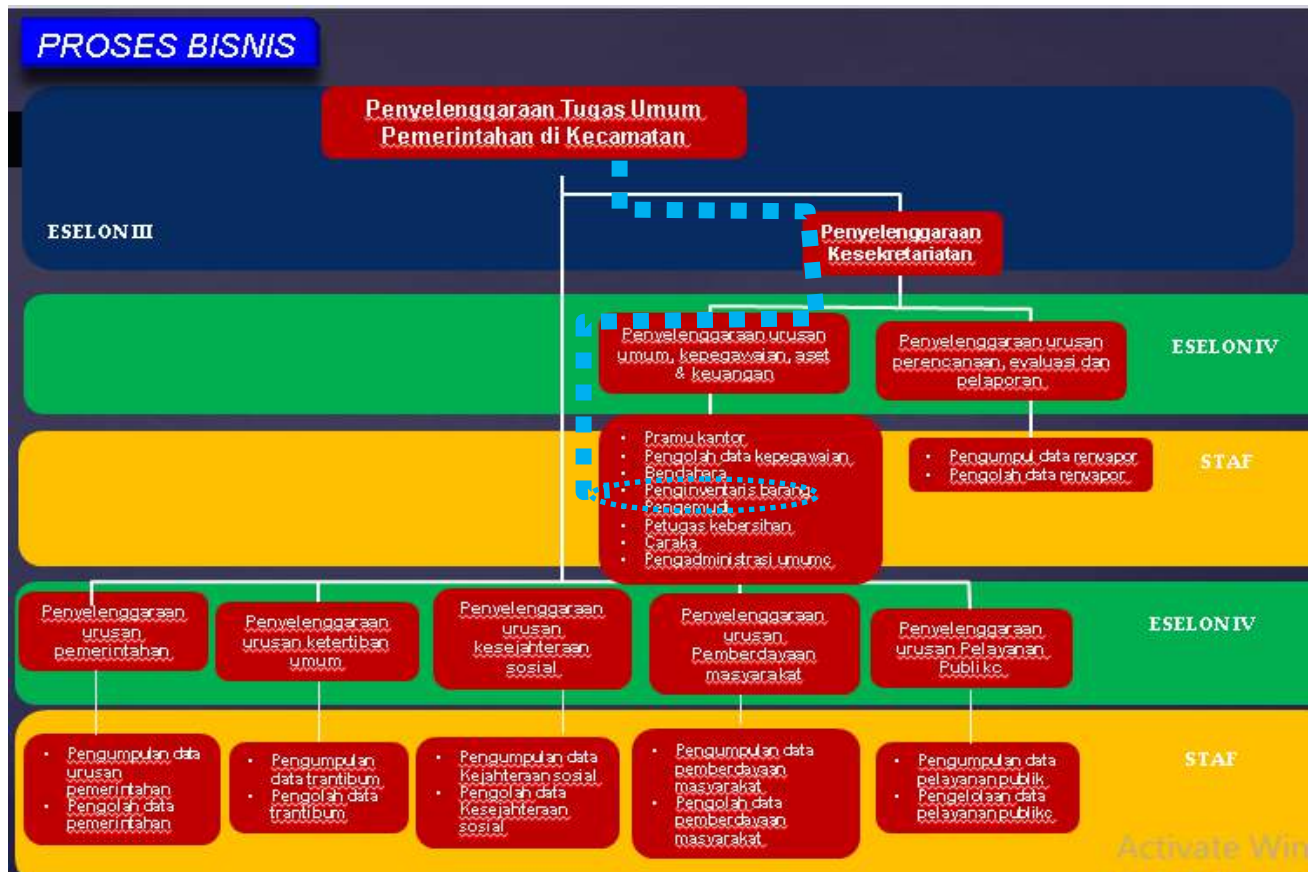 PROSES BISNIS
Penyelenggaraan Tugas Umum
Pemerintahan di Kecamatan
ESELON III
Penyelenggaraan
Kesekretariatan
Penyelenggaraan urusan
umum, kepegawaian, aset
& keuangan
Penyelenggaraan urusan
perencanaan, evaluasi dan
pelaporan
ESELON IV
• Pramu kantor
• Pengolah data kepegawaian
• Bendahara
• Penginventaris barang
• Pengemudi
• Petugas kebersihan
• Caraka
• Pengadministrasi umumc
• Pengumpul data renvapor
• Pengolah data renvapor
STAF
Penyelenggaraan
urusan
pemerintahan
Penyelenggaraan
urusan ketertiban
umum
Penyelenggaraan
urusan
kesejahteraan
sosial
Penyelenggaraan
urusan
Pemberdayaan
masyarakat
Penyelenggaraan
urusan Pelayanan
Publikc
ESELON IV
• Pengumpulan data
urusan
pemerintahan
• Pengolah data
pemerintahan
• Pengumpulan
data trantibum
• Pengolah data
trantibum
• Pengumpulan data
Kejahteraan sosial
• Pengolah data
Kesejahteraan
sosial
• Pengumpulan data
pemberdayaan
masyarakat
• Pengolah data
pemberdayaan
masyarakat
• Pengumpulan data
pelayanan publik
• Pengelolaan data
pelayanan publikc
STAF
Activate Win